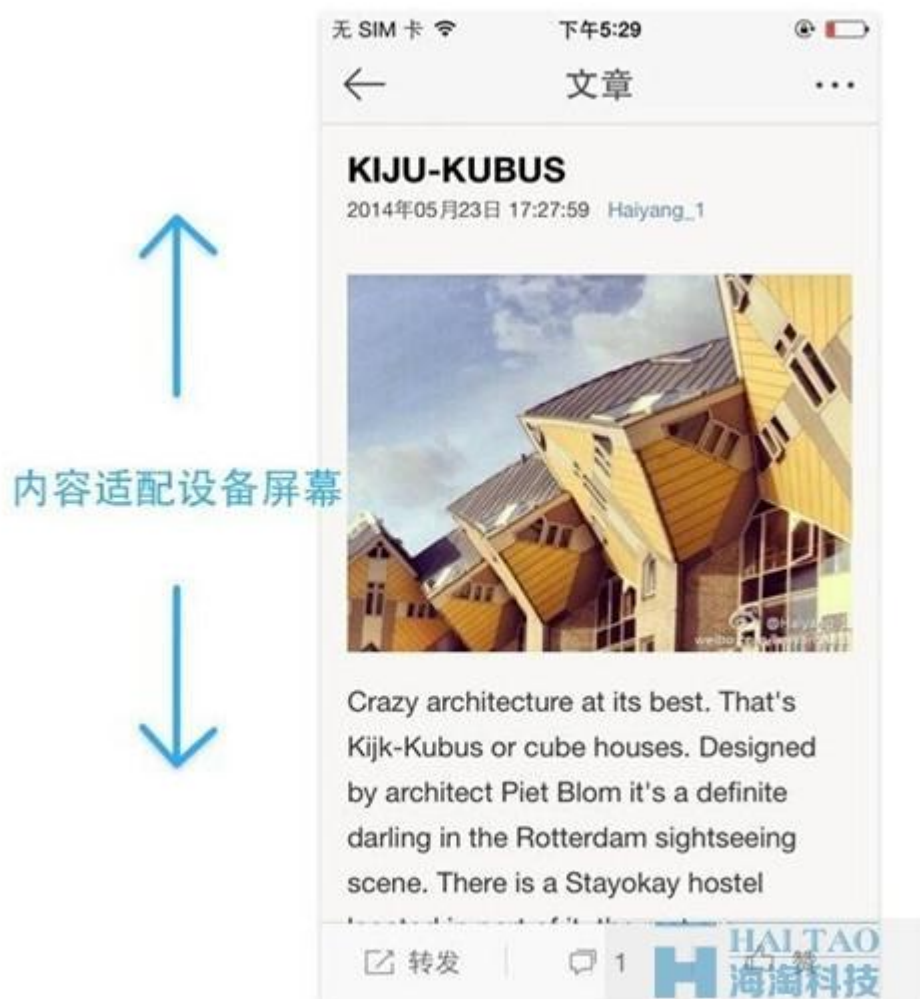 无 SIM 卡
下午5:29
文章
KIJU-KUBUS
2014年05月23日 17:27:59 Haiyang_1
内容适配设备屏幕
Crazy architecture at its best. That's
Kijk-Kubus or cube houses. Designed
by architect Piet Blom it's a definite
darling in the Rotterdam sightseeing
scene. There is a Stayokay hostel
转发
1
赞
HAI TAO
海淘科技